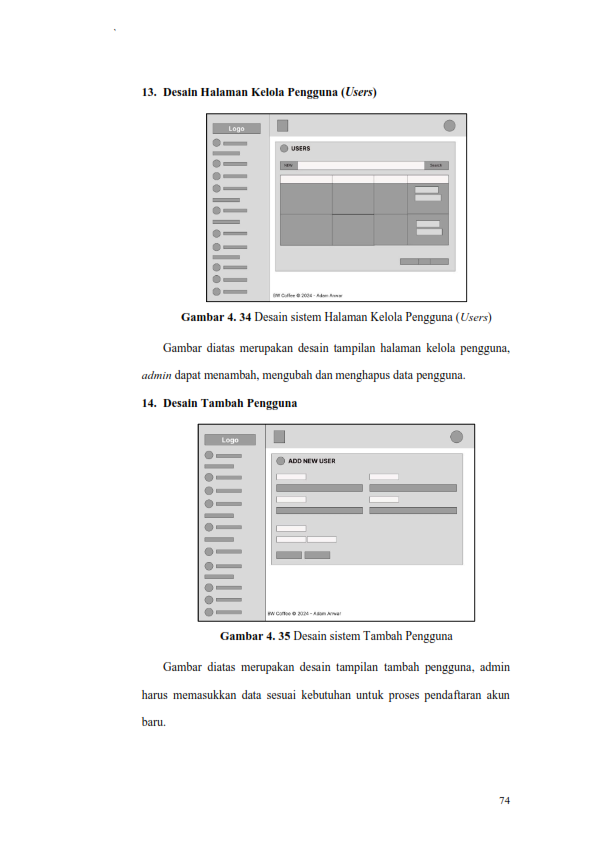 13. Desain Halaman Kelola Pengguna (Users)
Logo
USERS
NEW
Search
BW Coffee © 2024 - Adam Anwar
Gambar 4. 34 Desain sistem Halaman Kelola Pengguna (Users)
Gambar diatas merupakan desain tampilan halaman kelola pengguna,
admin dapat menambah, mengubah dan menghapus data pengguna.
14. Desain Tambah Pengguna
Logo
ADD NEW USER
BW Coffee © 2024 - Adam Anwar
Gambar 4. 35 Desain sistem Tambah Pengguna
Gambar diatas merupakan desain tampilan tambah pengguna, admin
harus memasukkan data sesuai kebutuhan untuk proses pendaftaran akun
baru.
74